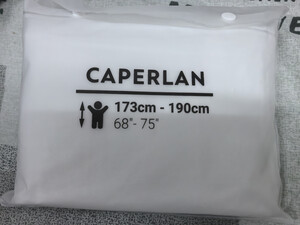 CAPERLAN
173cm - 190cm
68"- 75"